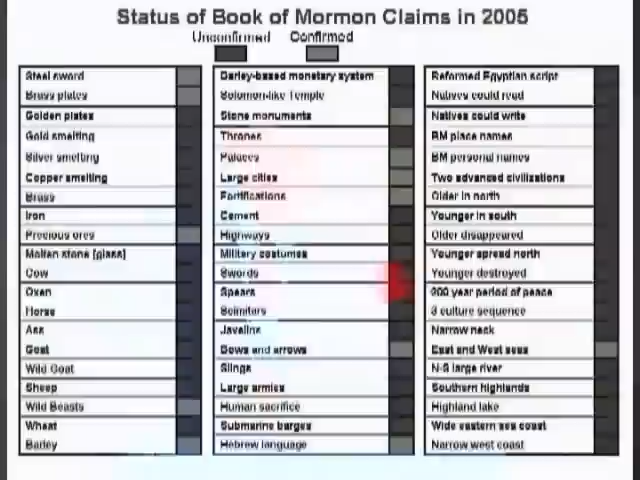 Status of Book of Mormon Claims in 2005
Unconfirmed Confirmed
Steel sword
Brass plates
Golden plates
Gold smelting
Silver smelting
Copper smelting
Brass
Iron
Precious ores
Molten stone [glass]
Cow
Oxen
Horse
Ass
Goat
Wild Goat
Sheep
Wild Beasts
Wheat
Barley
Barley-based monetary system
Solomon-like Temple
Stone monuments
Thrones
Palaces
Large cities
Fortifications
Cement
Highways
Military costumes
Swords
Spears
Scimitars
Javelins
Bows and arrows
Slings
Large armies
Human sacrifice
Submarine barges
Hebrew language
Reformed Egyptian script
Natives could read
Natives could write
BM place names
BM personal names
Two advanced civilizations
Older in north
Younger in south
Older disappeared
Younger spread north
Younger destroyed
200 year period of peace
3 culture sequence
Narrow neck
East and West seas
N-S large river
Southern highlands
Highland lake
Wide eastern sea coast
Narrow west coast